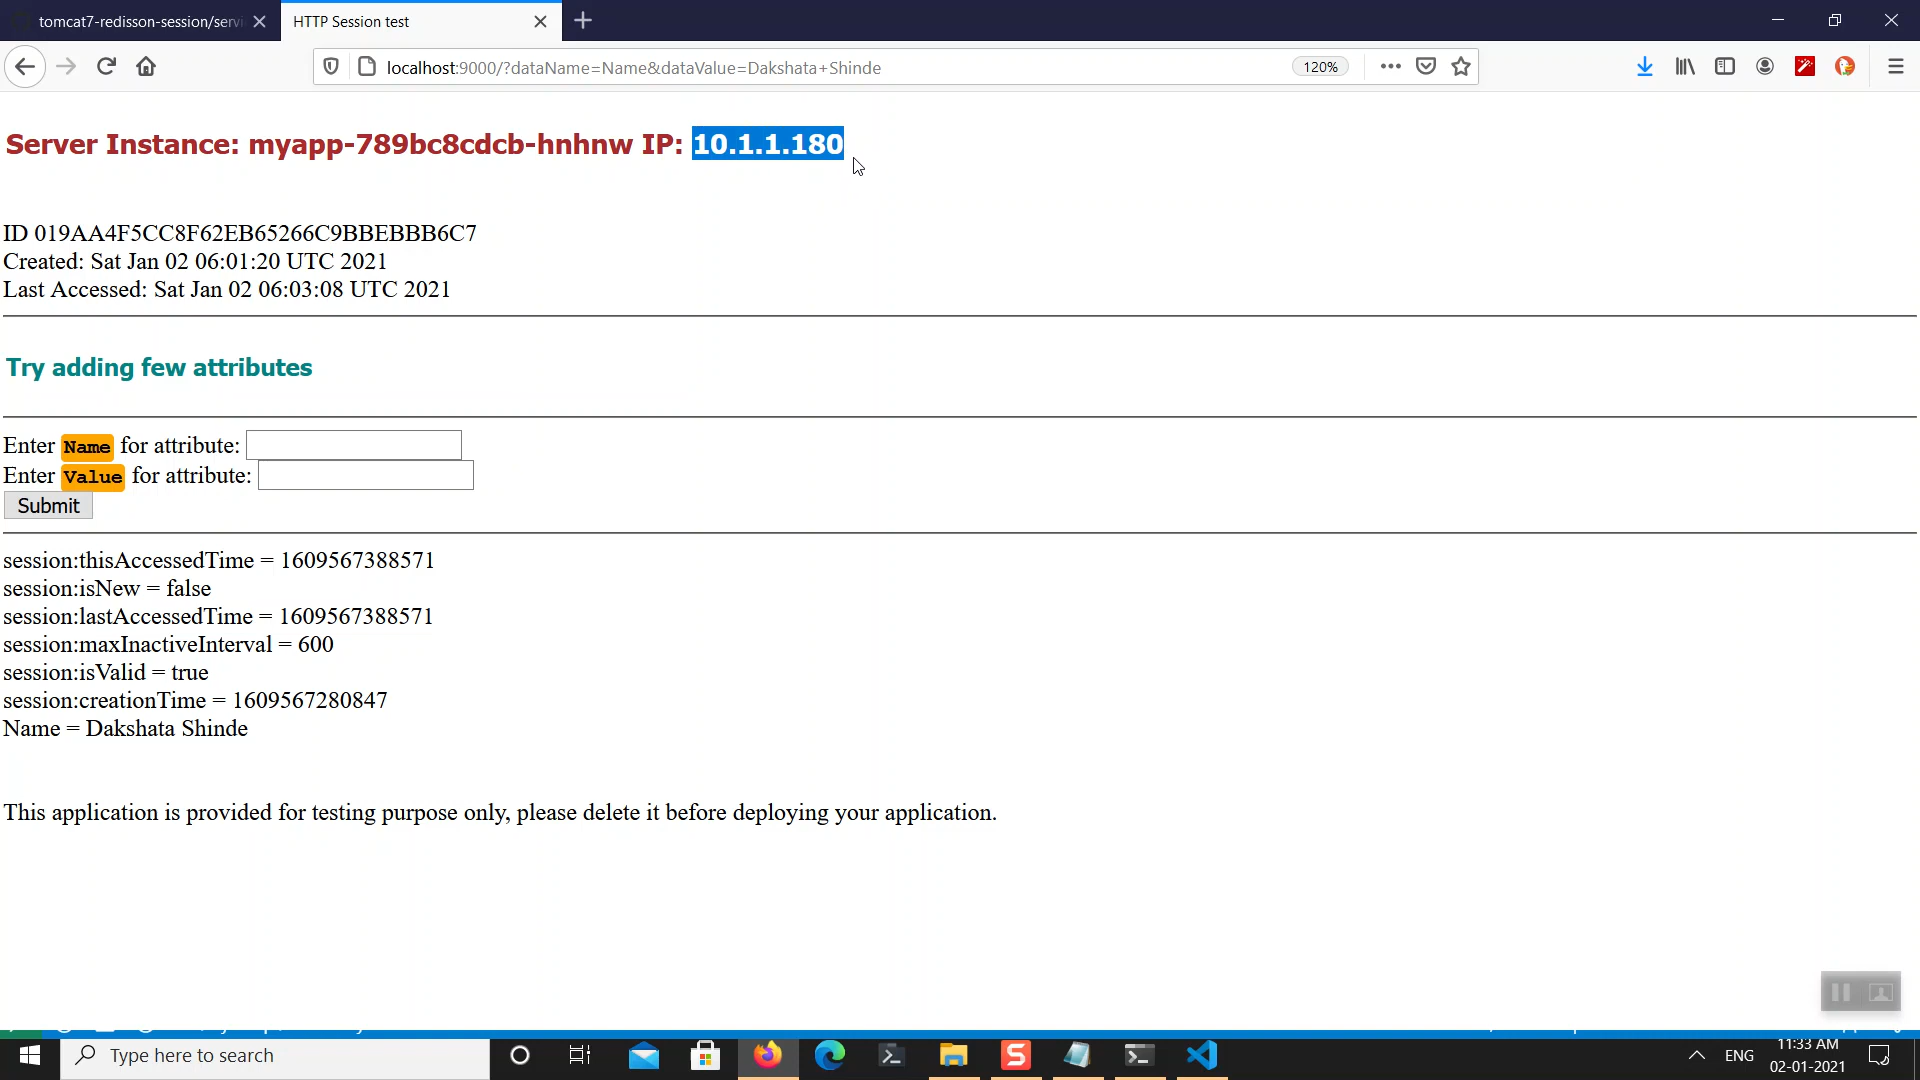 tomcat7-redisson-session/servi
HTTP Session test
localhost:9000/?dataName=Name&dataValue=Dakshata+Shinde
120%
Server Instance: myapp-789bc8cdcb-hnhnw IP: 10.1.1.180
ID 019AA4F5CC8F62EB65266C9BBEBBB6C7
Created: Sat Jan 02 06:01:20 UTC 2021
Last Accessed: Sat Jan 02 06:03:08 UTC 2021
Try adding few attributes
Enter Name for attribute:
Enter Value for attribute:
Submit
session:thisAccessedTime = 1609567388571
session:isNew = false
session:lastAccessedTime = 1609567388571
session:maxInactiveInterval = 600
session:isValid = true
session:creationTime = 1609567280847
Name = Dakshata Shinde
This application is provided for testing purpose only, please delete it before deploying your application.
Type here to search
ENG
11:33 AM
02-01-2021